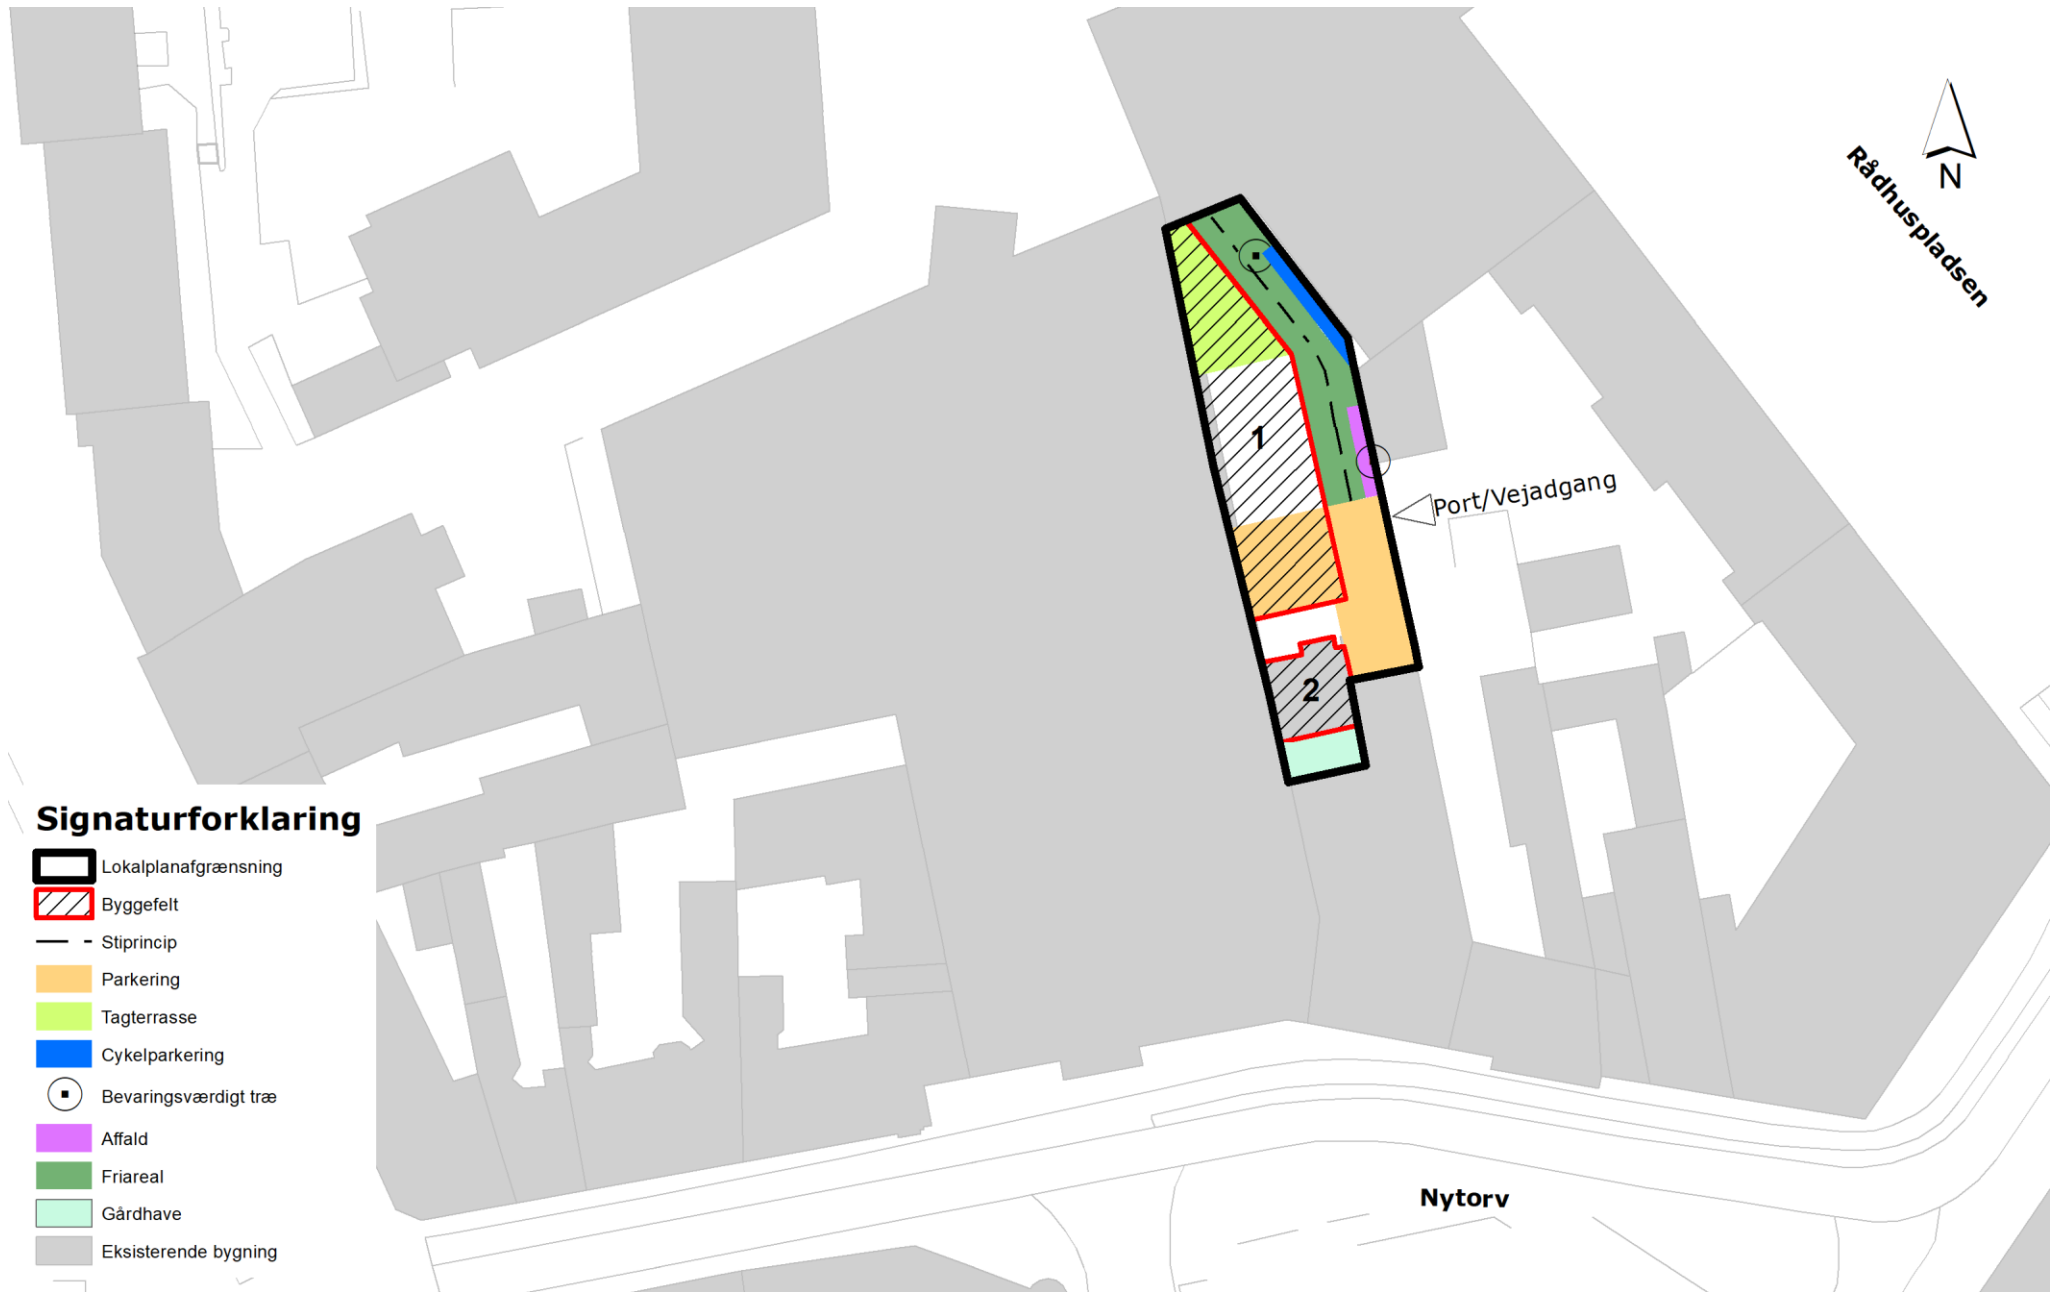 N
Rådhuspladsen
1
Port/Vejadgang
2
Signaturforklaring
Lokalplanafgrænsning
Byggefelt
Stiprincip
Parkering
Tagterrasse
Cykelparkering
Bevaringsværdigt træ
Affald
Friareal
Gårdhave
Eksisterende bygning
Nytorv